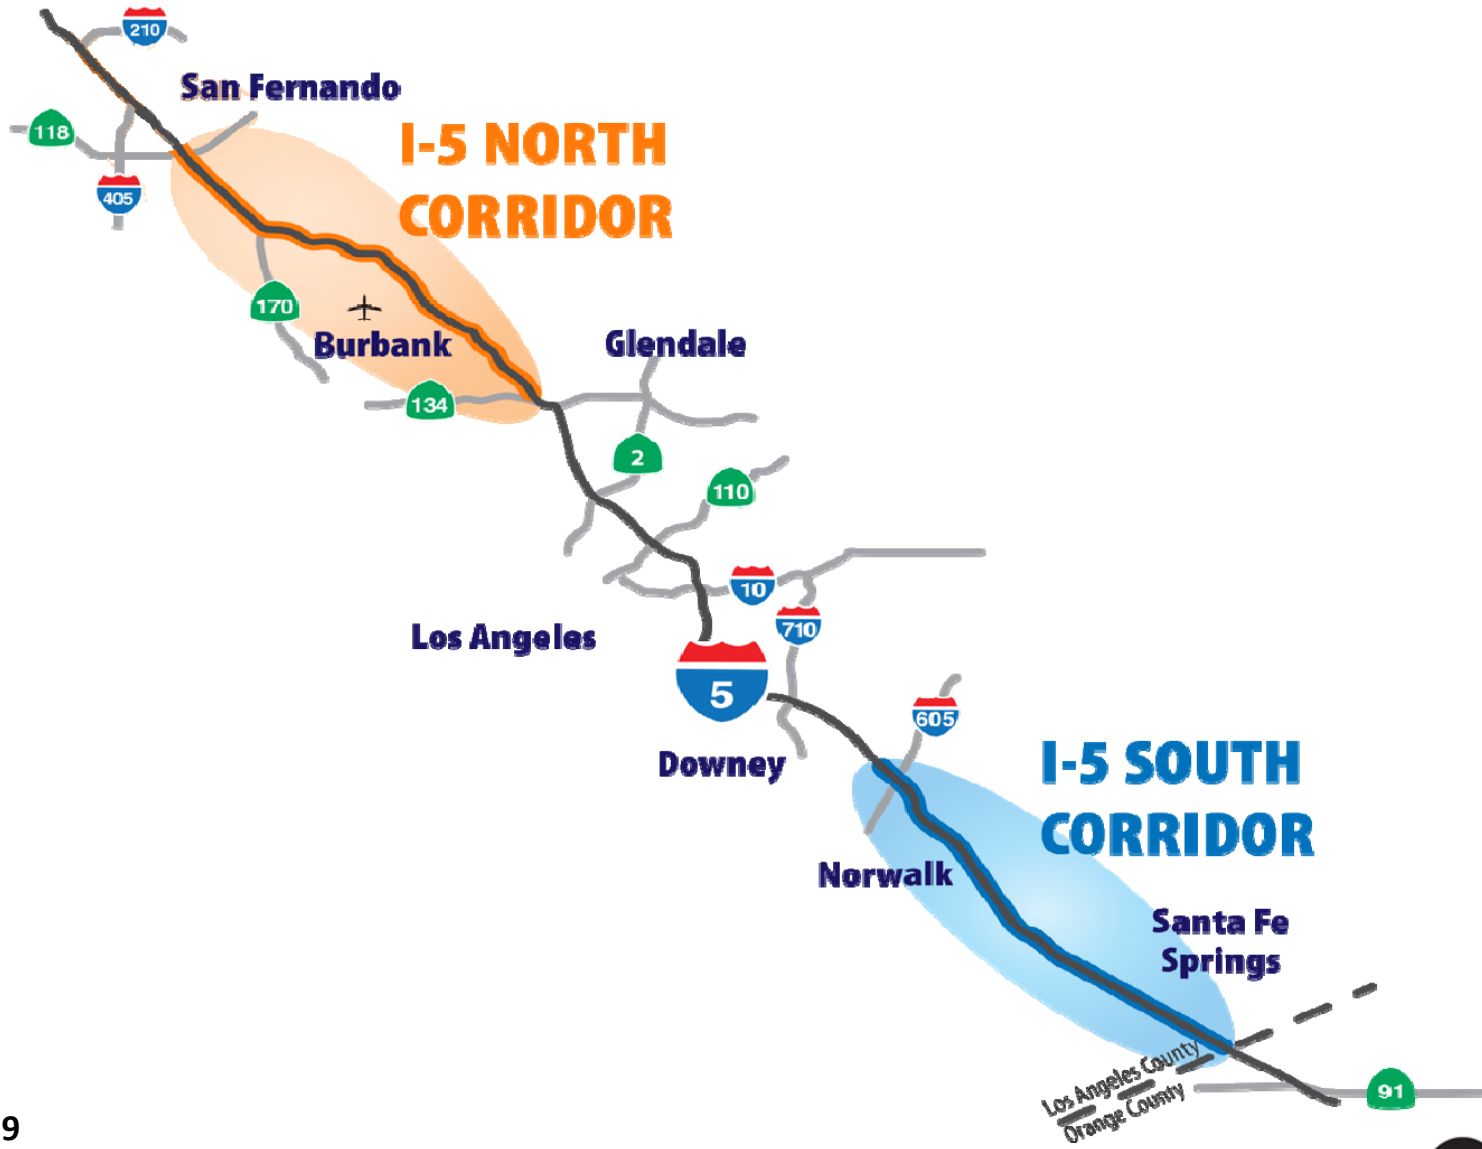 210
San Fernando
118
I-5 NORTH
CORRIDOR
405
170
Burbank
Glendale
134
2
110
10
710
Los Angeles
5
605
Downey
I-5 SOUTH
CORRIDOR
Norwalk
Santa Fe
Springs
Los Angeles County
Orange County
91
9